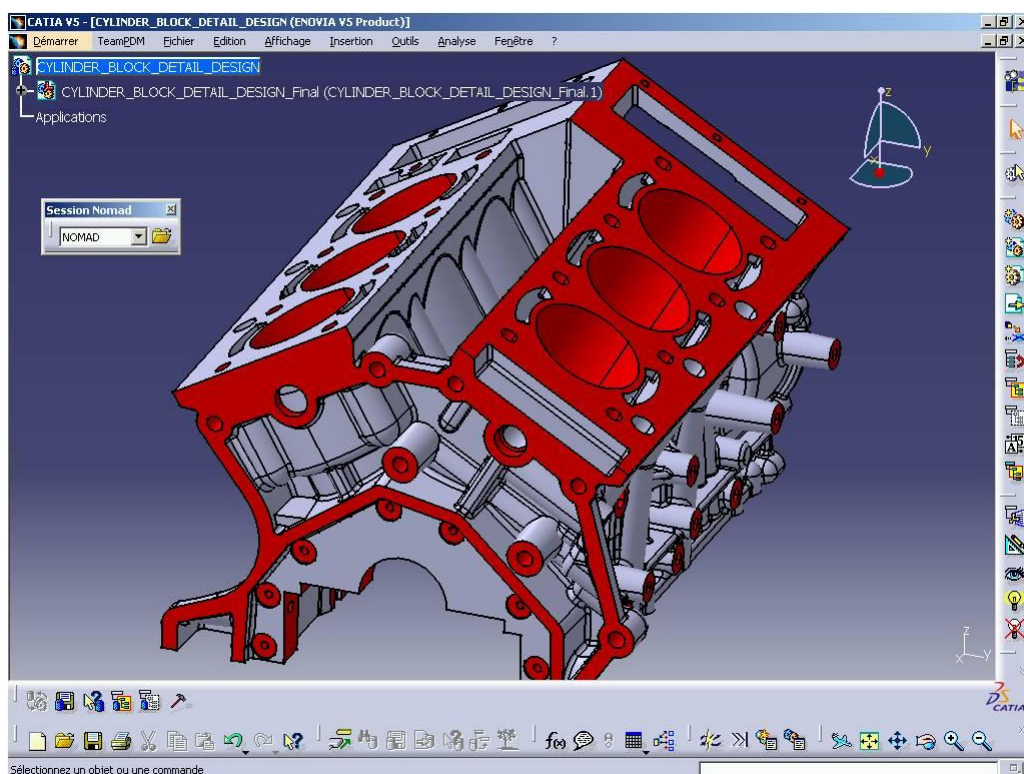 CATIA V5 - [CYLINDER_BLOCK_DETAIL_DESIGN (ENOVIA V5 Product)]
Démarrer TeamPDM Fichier Edition Affichage Insertion Outils Analyse Fenêtre ?
CYLINDER_BLOCK_DETAIL_DESIGN
CYLINDER_BLOCK_DETAIL_DESIGN_Final (CYLINDER_BLOCK_DETAIL_DESIGN_Final.1)
Applications
z
y
x
Session Nomad
NOMAD
z
x y
CATIA
f(x)
Sélectionnez un objet ou une commande